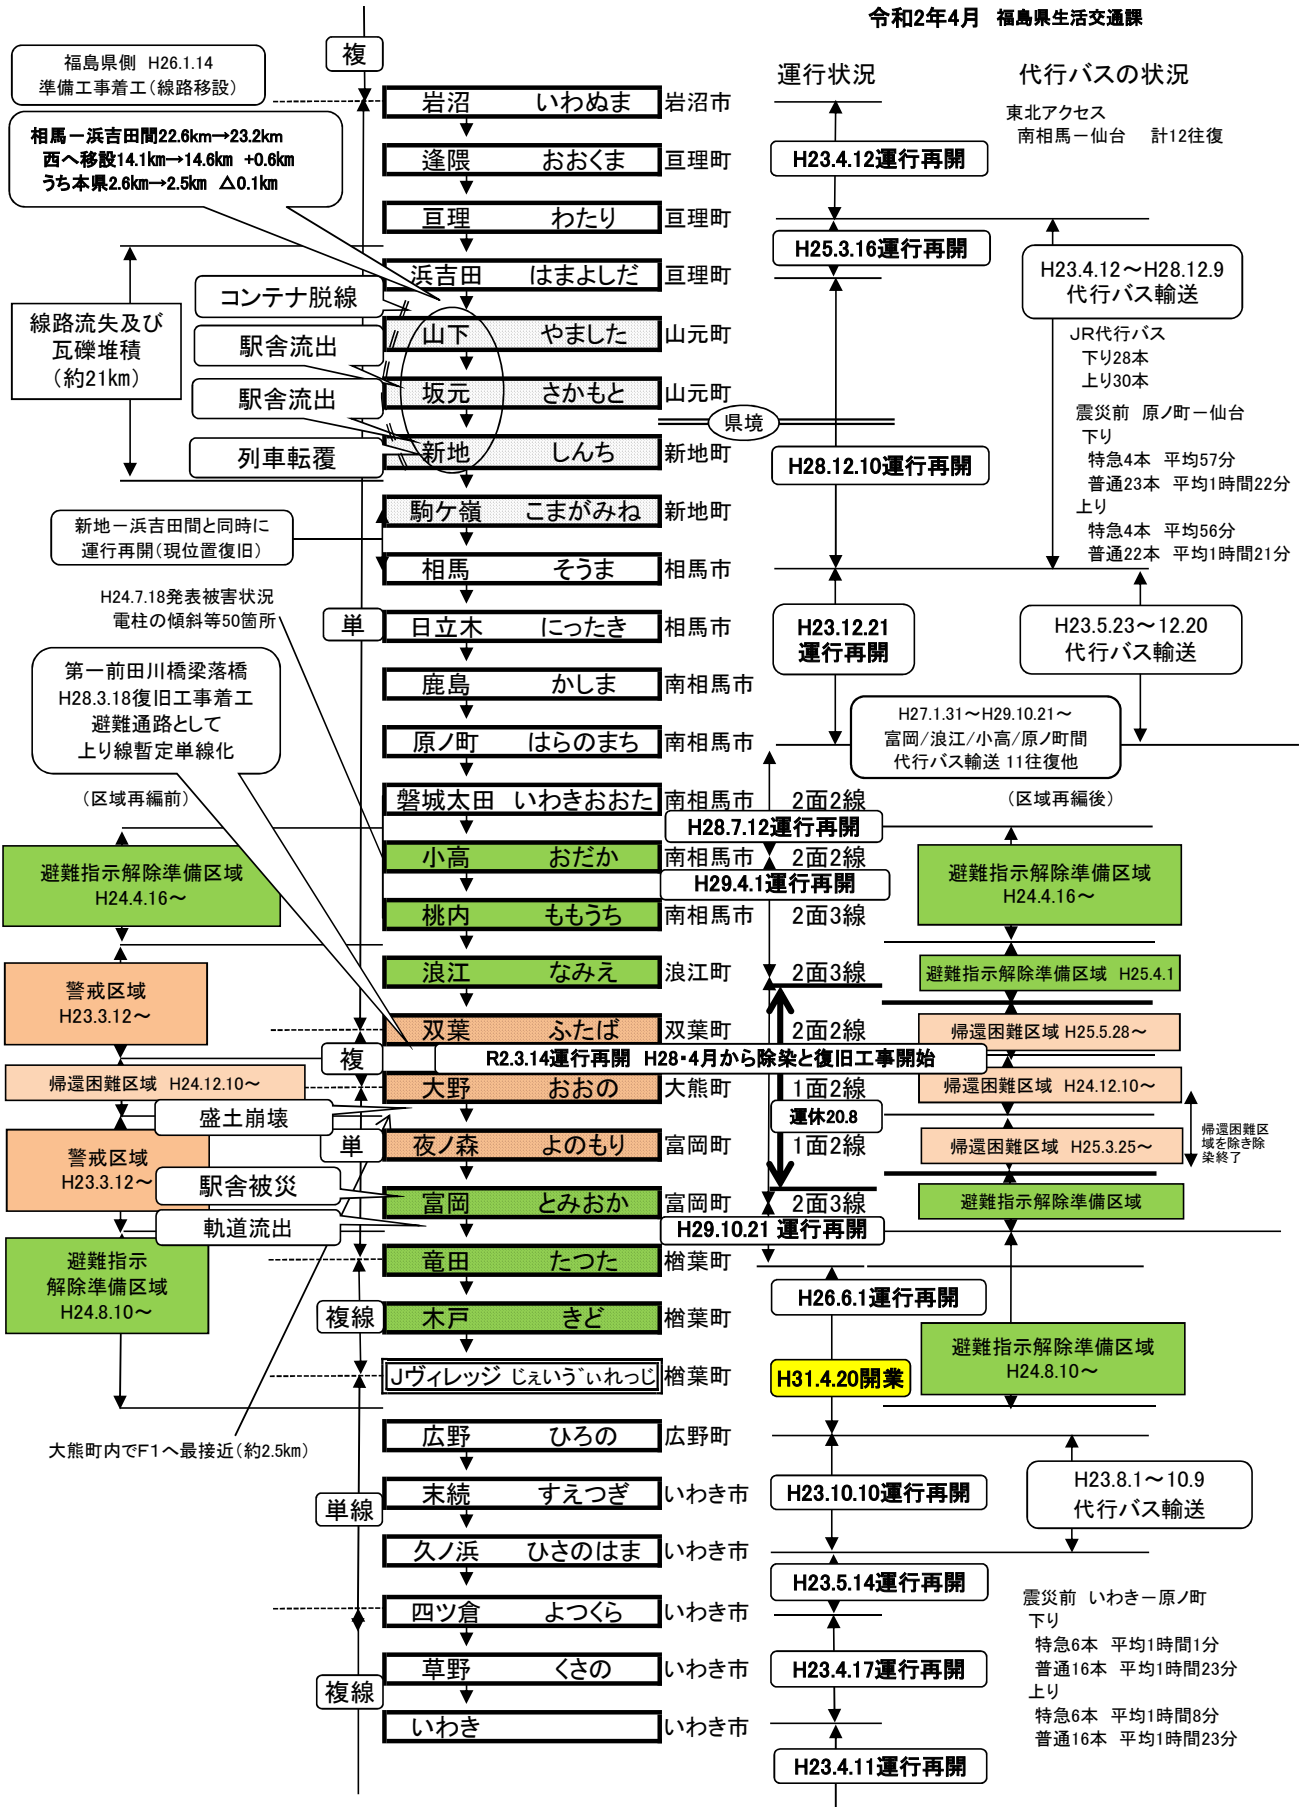 令和2年4月 福島県生活交通課
複
福島県側 H26.1.14
準備工事着工(線路移設)
運行状況
代行バスの状況
岩沼 いわぬま 岩沼市
東北アクセス
南相馬－仙台 計12往復
相馬－浜吉田間22.6km→23.2km
西へ移設14.1km→14.6km +0.6km
うち本県2.6km→2.5km △0.1km
逢隈 おおくま 亘理町
H23.4.12運行再開
亘理 わたり 亘理町
H25.3.16運行再開
浜吉田 はまよしだ 亘理町
H23.4.12～H28.12.9
代行バス輸送
コンテナ脱線
線路流失及び
瓦礫堆積
(約21km)
山下 やました 山元町
駅舎流出
JR代行バス
下り28本
上り30本
坂元 さかもと 山元町
駅舎流出
県境
震災前 原ノ町－仙台
下り
特急4本 平均57分
普通23本 平均1時間22分
上り
特急4本 平均56分
普通22本 平均1時間21分
列車転覆
新地 しんち 新地町
H28.12.10運行再開
駒ケ嶺 こまがみね 新地町
新地－浜吉田間と同時に
運行再開(現位置復旧)
相馬 そうま 相馬市
H24.7.18発表被害状況
電柱の傾斜等50箇所
単
日立木 にったき 相馬市
H23.12.21
運行再開
H23.5.23～12.20
代行バス輸送
第一前田川橋梁落橋
H28.3.18復旧工事着工
避難通路として
上り線暫定単線化
鹿島 かしま 南相馬市
原ノ町 はらのまち 南相馬市
H27.1.31～H29.10.21～
富岡/浪江/小高/原ノ町間
代行バス輸送 11往復他
(区域再編前)
磐城太田 いわきおおた 南相馬市 2面2線
(区域再編後)
H28.7.12運行再開
避難指示解除準備区域
H24.4.16～
小高 おだか 南相馬市 2面2線
避難指示解除準備区域
H24.4.16～
H29.4.1運行再開
桃内 ももうち 南相馬市 2面3線
浪江 なみえ 浪江町 2面3線
避難指示解除準備区域 H25.4.1
警戒区域
H23.3.12～
双葉 ふたば 双葉町 2面2線
帰還困難区域 H25.5.28～
複
R2.3.14運行再開 H28・4月から除染と復旧工事開始
帰還困難区域 H24.12.10～
大野 おおの 大熊町 1面2線
帰還困難区域 H24.12.10～
盛土崩壊
運休20.8
単
夜ノ森 よのもり 富岡町 1面2線
帰還困難区域 H25.3.25～
帰還困難区
域を除き除
染終了
警戒区域
H23.3.12～
駅舎被災
富岡 とみおか 富岡町 2面3線
避難指示解除準備区域
軌道流出
H29.10.21 運行再開
避難指示
解除準備区域
H24.8.10～
竜田 たつた 楢葉町
H26.6.1運行再開
複線
木戸 きど 楢葉町
避難指示解除準備区域
H24.8.10～
Jヴィレッジ じぇいう゛いれっじ 楢葉町
H31.4.20開業
広野 ひろの 広野町
大熊町内でF1へ最接近(約2.5km)
単線
末続 すえつぎ いわき市
H23.10.10運行再開
H23.8.1～10.9
代行バス輸送
久ノ浜 ひさのはま いわき市
H23.5.14運行再開
四ツ倉 よつくら いわき市
震災前 いわき－原ノ町
下り
特急6本 平均1時間1分
普通16本 平均1時間23分
上り
特急6本 平均1時間8分
普通16本 平均1時間23分
複線
草野 くさの いわき市
H23.4.17運行再開
いわき いわき市
H23.4.11運行再開